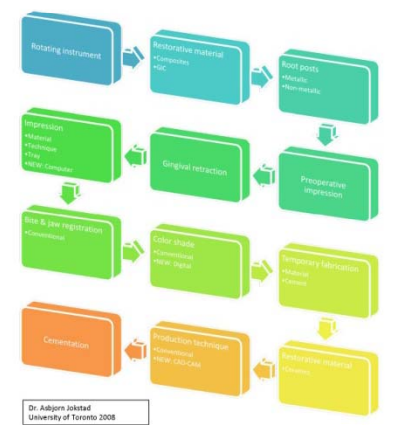 Rotating instrument
Restorative material
•Composites
•GIC
Root posts
•Metallic
•Non-metallic
Preoperative
impression
Gingival retraction
Impression
•Material
•Technique
•Tray
•NEW: Computer
Bite & jaw registration
•Conventional
Color shade
•Conventional
•NEW: Digital
Temporary fabrication
•Material
•Cement
Restorative material
Production technique
•Conventional
•NEW: CAD-CAM
Cementation
Dr. Asbjorn Jokstad
University of Toronto 2008